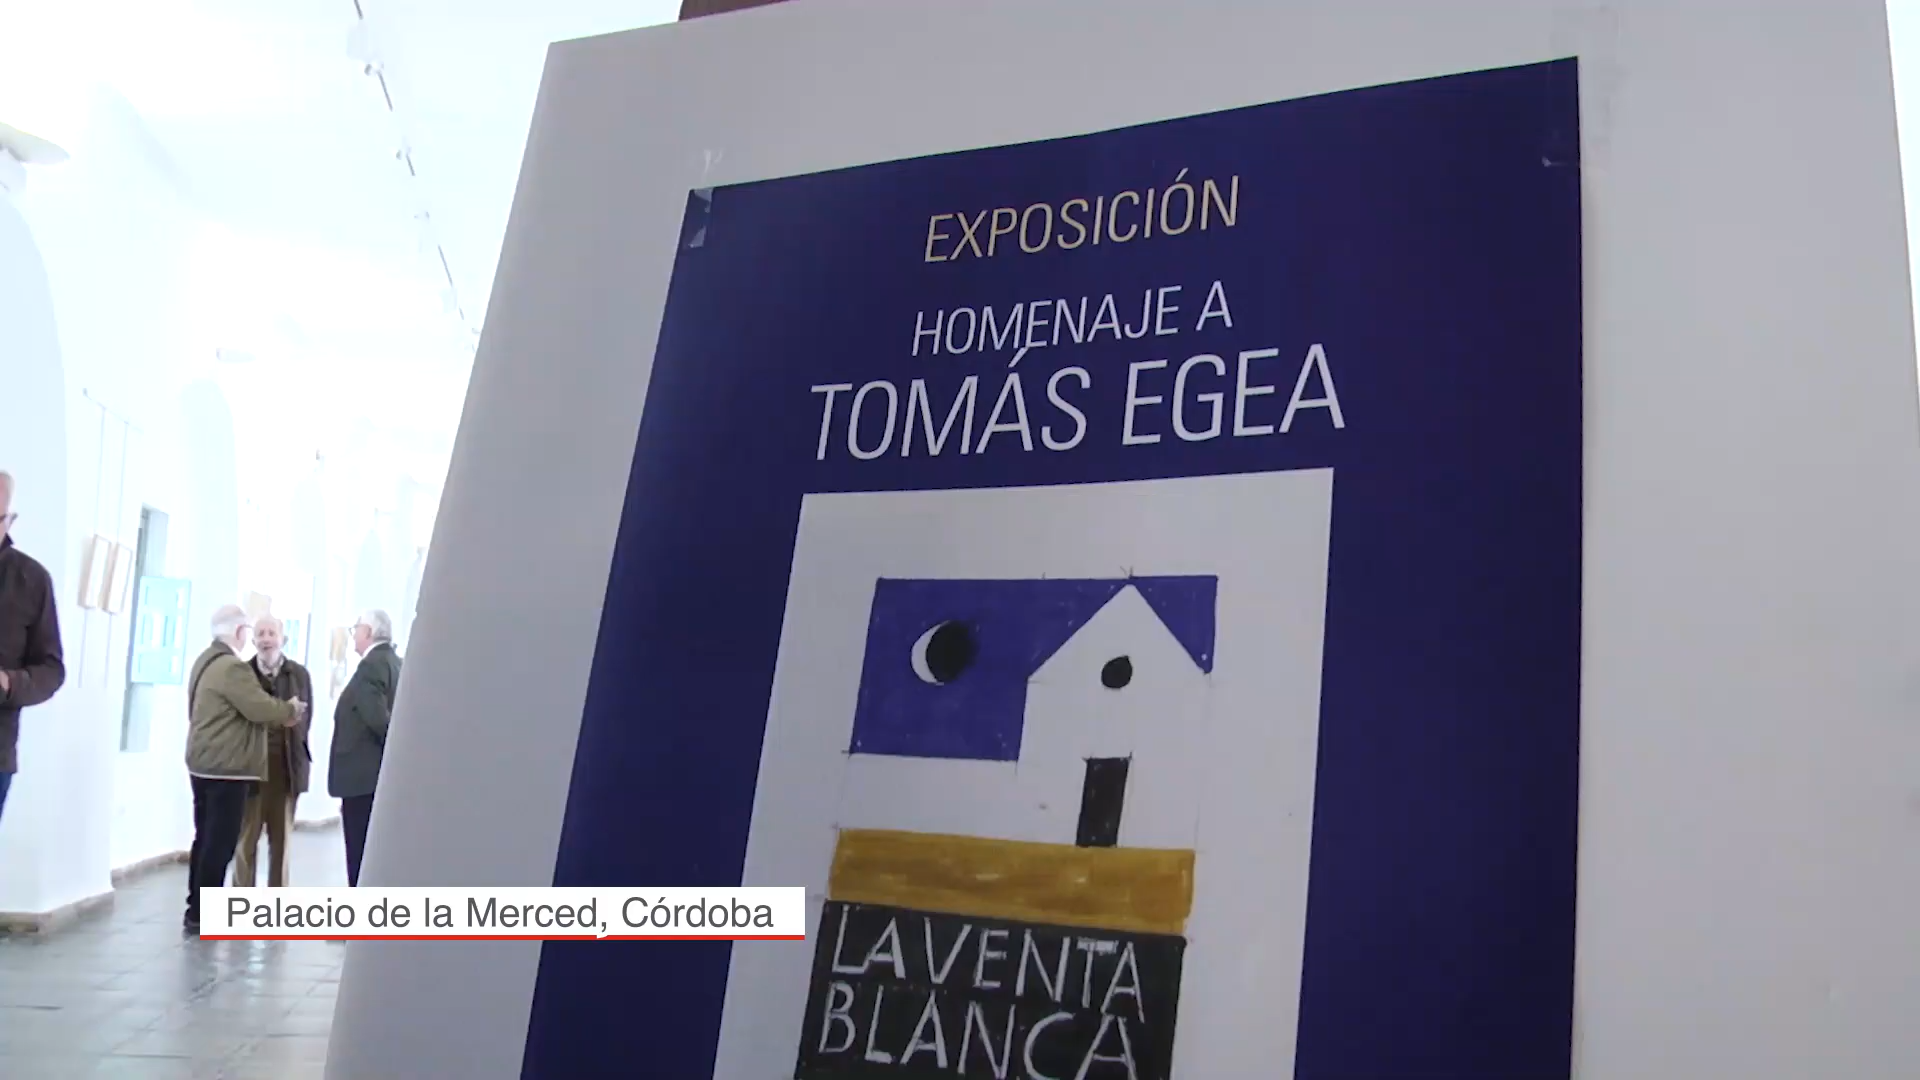 EXPOSICIÓN
HOMENAJE A
TOMÁS EGEA
LA VENTA
BLANCA
Palacio de la Merced, Córdoba